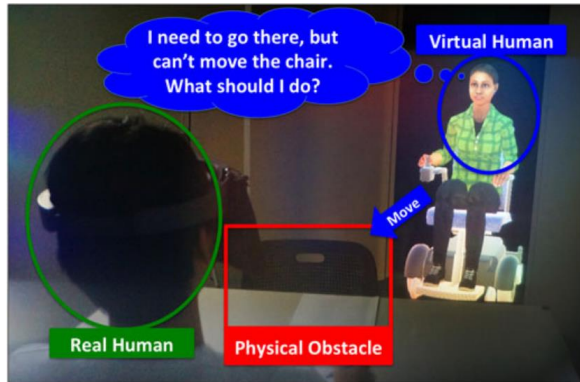 I need to go there, but
can't move the chair.
What should I do?
Virtual Human
Move
Real Human
Physical Obstacle